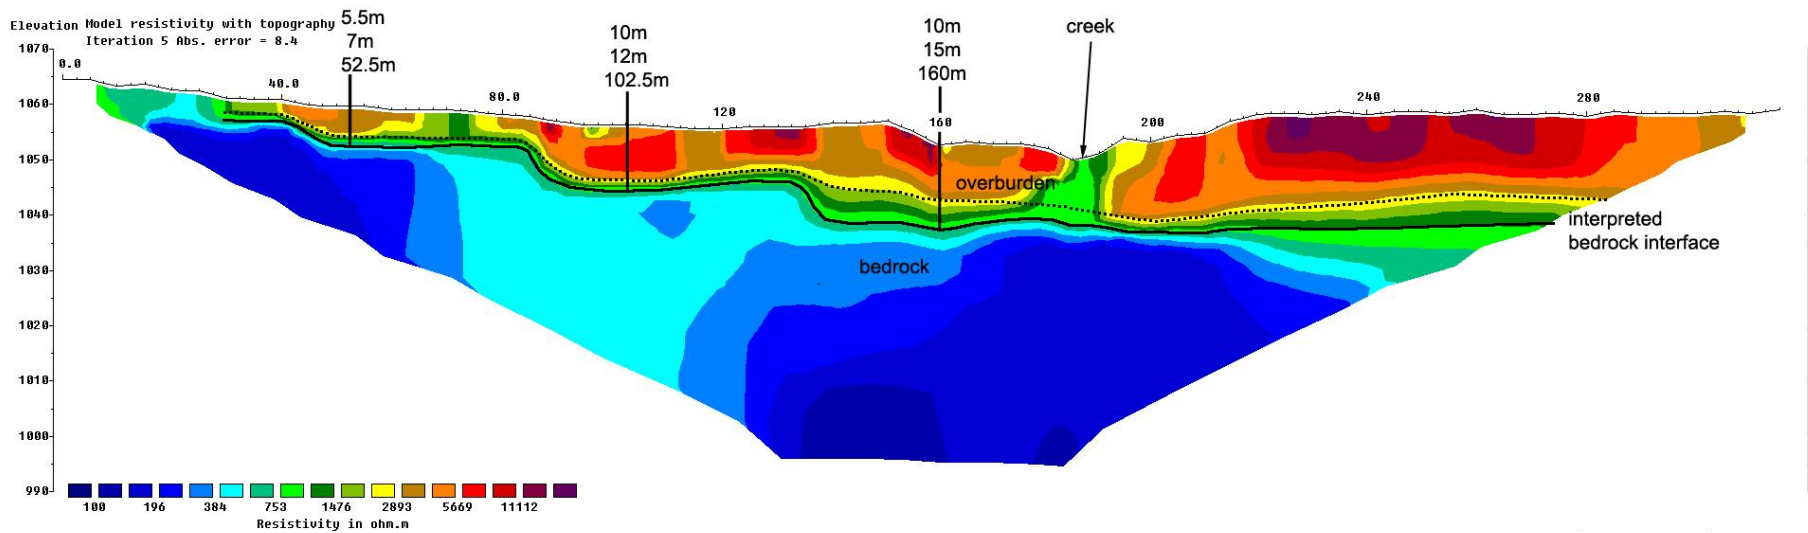 Elevation Model resistivity with topography
Iteration 5 Abs. error = 8.4
5.5m
7m
52.5m
10m
12m
102.5m
10m
15m
160m
creek
1070
1060
1050
1040
1030
1020
1010
1000
990
0.0
40.0
80.0
120
160
200
240
280
overburden
bedrock
interpreted
bedrock interface
100 196 384 753 1476 2893 5669 11112
Resistivity in ohm.m